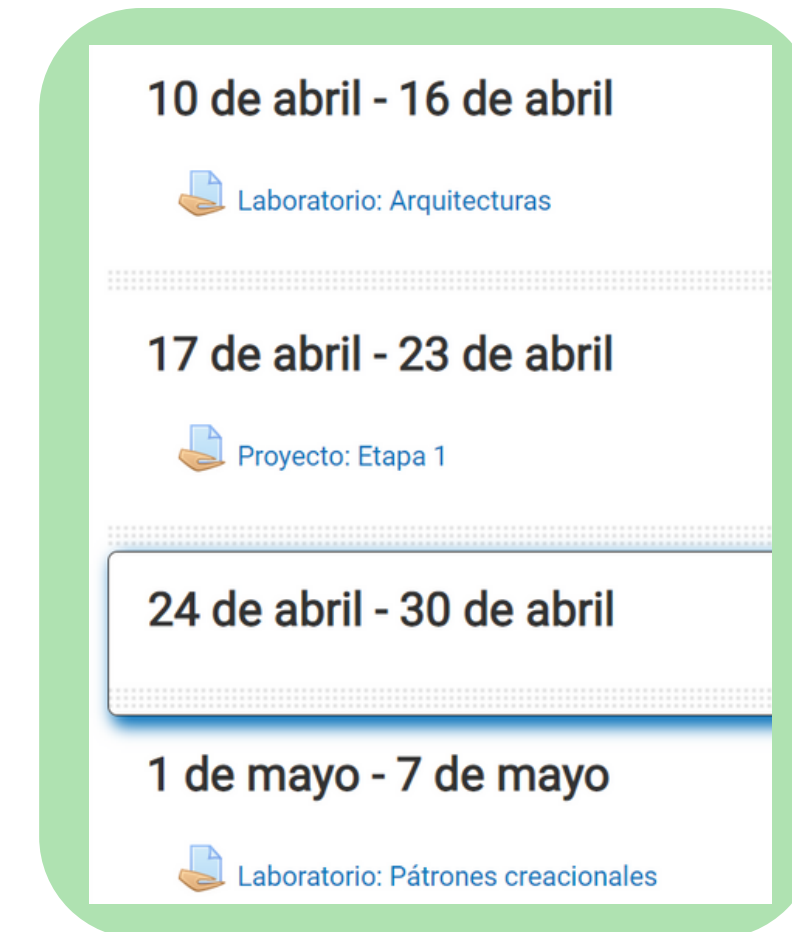 10 de abril - 16 de abril
Laboratorio: Arquitecturas
17 de abril - 23 de abril
Proyecto: Etapa 1
24 de abril - 30 de abril
1 de mayo - 7 de mayo
Laboratorio: Pátrones creacionales